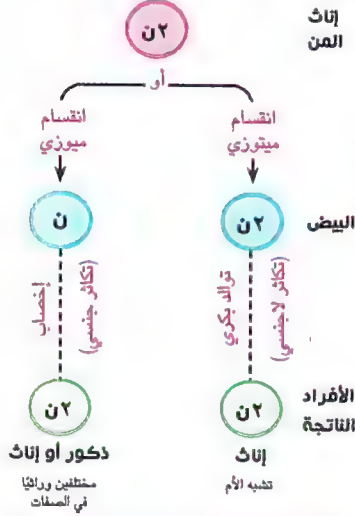 إناث
المن
٢ن
أو
انقسام
ميتوزي
انقسام
ميوزي
البيض
٢ن
ن
(تكاثر لاجنسي)
توالد بكري
(تكاثر جنسي)
إخصاب
الأفراد
الناتجة
٢ن
٢ن
إناث
تشبه الأم
ذكور أو إناث
مختلفين وراثيًا
في الصفات